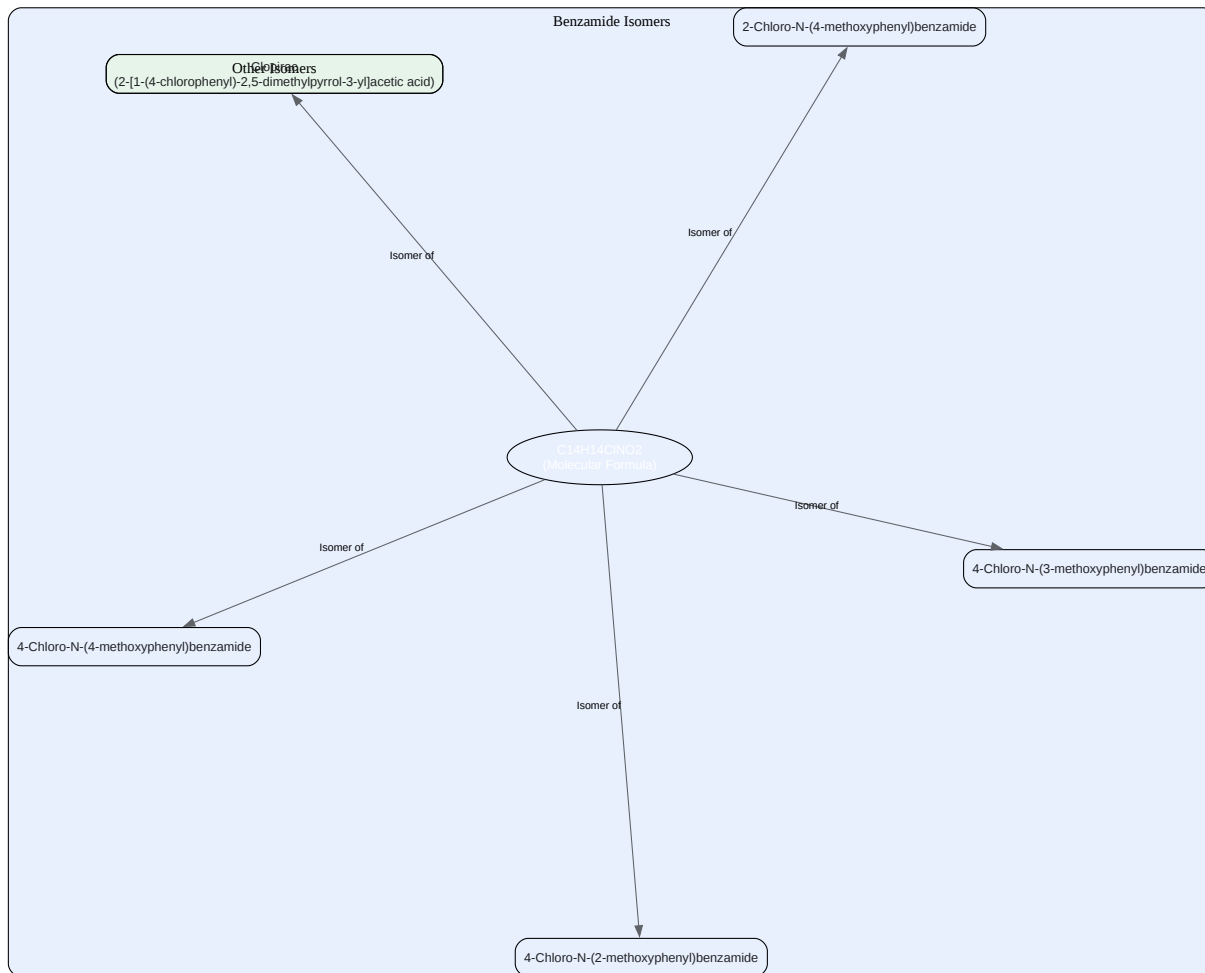 Benzamide Isomers
2-Chloro-N-(4-methoxyphenyl)benzamide
Other Isomers
Clopirac
(2-[1-(4-chlorophenyl)-2,5-dimethylpyrrol-3-yl]acetic acid)
Isomer of
Isomer of
C14H14ClNO2
(Molecular Formula)
Isomer of
4-Chloro-N-(3-methoxyphenyl)benzamide
Isomer of
4-Chloro-N-(4-methoxyphenyl)benzamide
Isomer of
4-Chloro-N-(2-methoxyphenyl)benzamide